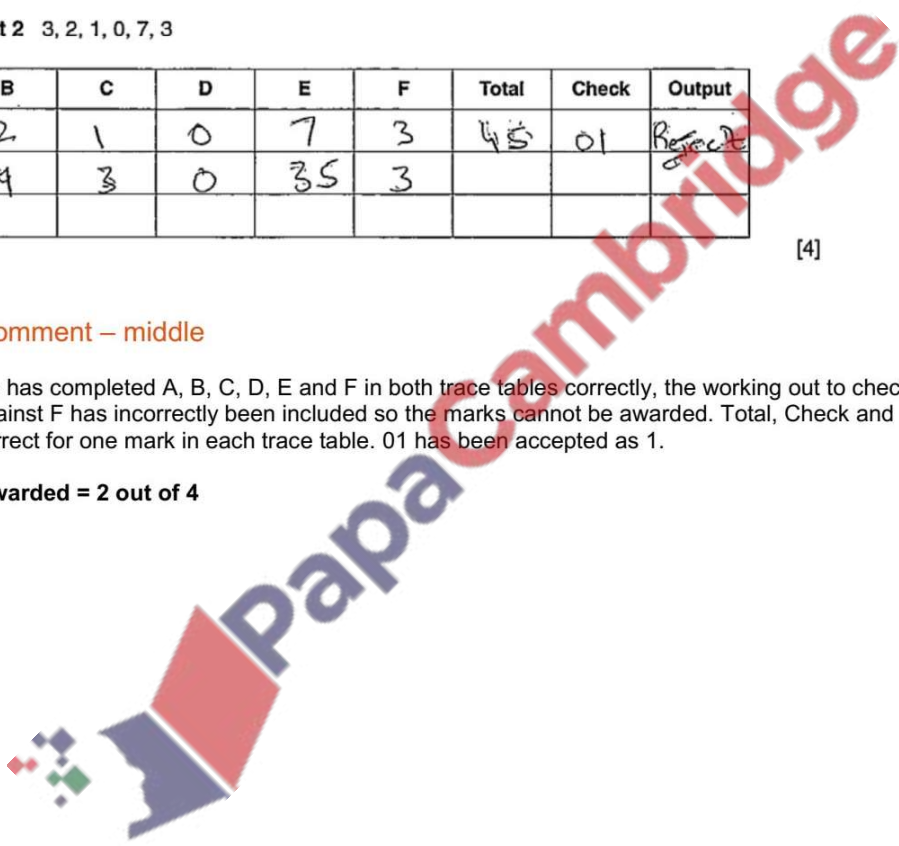 t 2 3, 2, 1, 0, 7, 3
B C D E F Total Check Output
2 1 0 7 3 45 01 Reject
4 3 0 35 3
[4]
omment – middle
has completed A, B, C, D, E and F in both trace tables correctly, the working out to chec
ainst F has incorrectly been included so the marks cannot be awarded. Total, Check and
rrect for one mark in each trace table. 01 has been accepted as 1.
warded = 2 out of 4
PapaCambridge